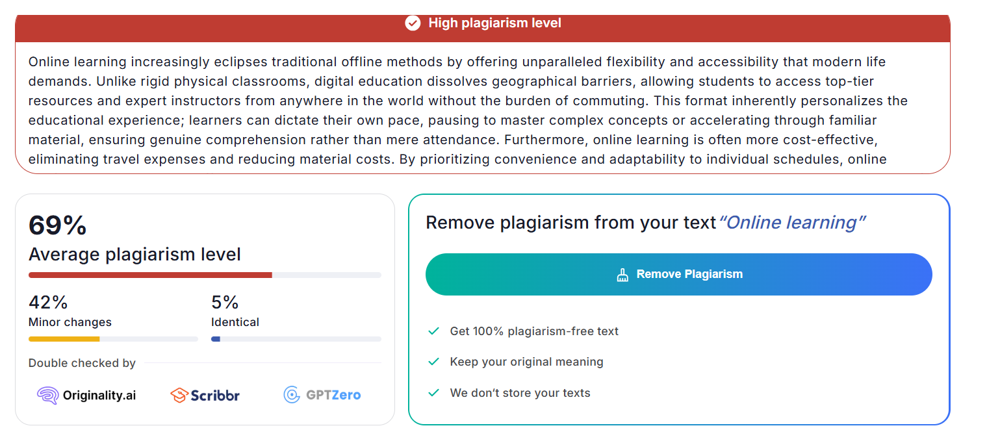 High plagiarism level
Online learning increasingly eclipses traditional offline methods by offering unparalleled flexibility and accessibility that modern life
demands. Unlike rigid physical classrooms, digital education dissolves geographical barriers, allowing students to access top-tier
resources and expert instructors from anywhere in the world without the burden of commuting. This format inherently personalizes the
educational experience; learners can dictate their own pace, pausing to master complex concepts or accelerating through familiar
material, ensuring genuine comprehension rather than mere attendance. Furthermore, online learning is often more cost-effective,
eliminating travel expenses and reducing material costs. By prioritizing convenience and adaptability to individual schedules, online
69%
Average plagiarism level
42%
Minor changes
5%
Identical
Double checked by
Originality.ai
Scribbr
GPTZero
Remove plagiarism from your text “Online learning”
Remove Plagiarism
Get 100% plagiarism-free text
Keep your original meaning
We don’t store your texts